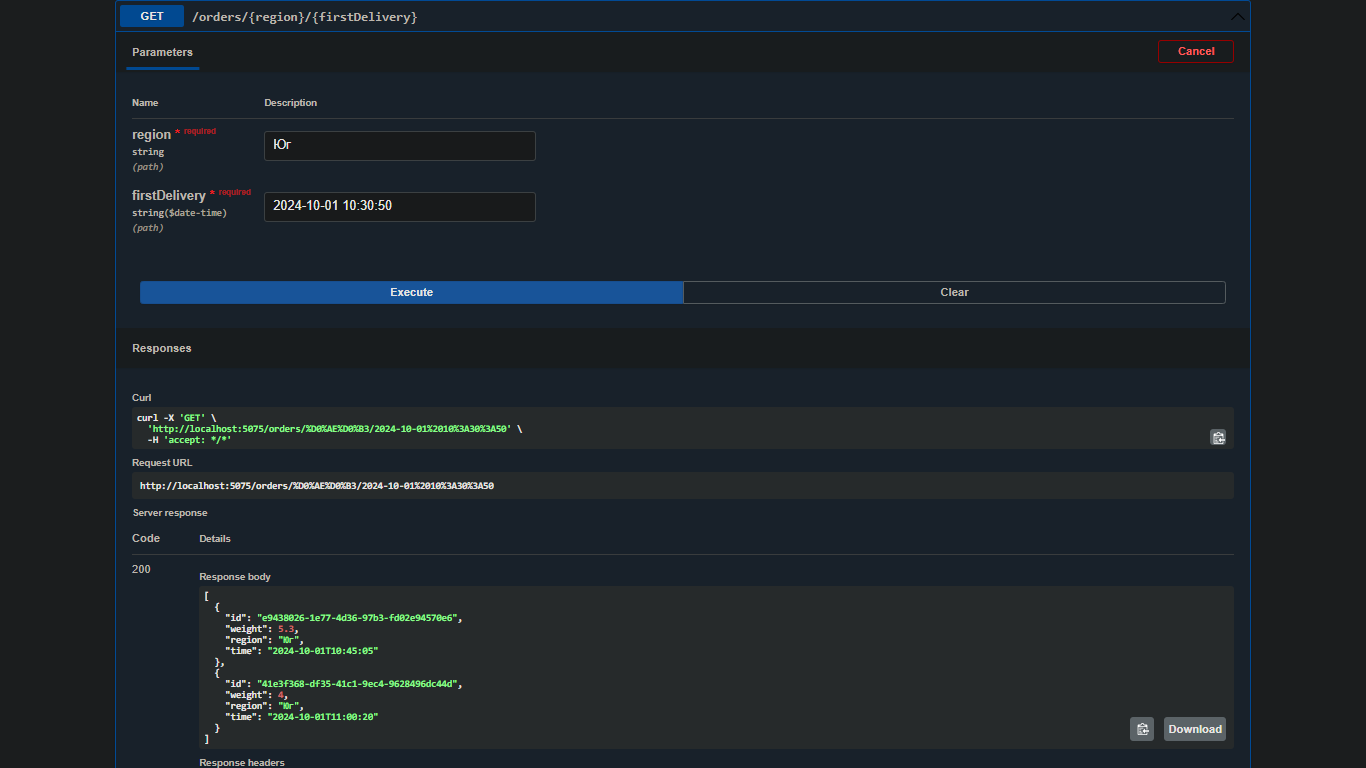 GET /orders/{region}/{firstDelivery}
Parameters
Cancel
Name Description
region * required
string
(path)
Юг
firstDelivery * required
string($date-time)
(path)
2024-10-01 10:30:50
Execute Clear
Responses
Curl
curl -X 'GET' \
'http://localhost:5075/orders/%D0%AE%D0%B3/2024-10-01%2010%3A30%3A50' \
-H 'accept: */*'
Request URL
http://localhost:5075/orders/%D0%AE%D0%B3/2024-10-01%2010%3A30%3A50
Server response
Code Details
200
Response body
[
{
"id": "e9438026-1e77-4d36-97b3-fd02e94570e6",
"weight": 5.3,
"region": "Юг",
"time": "2024-10-01T10:45:05"
},
{
"id": "41e3f368-df35-41c1-9ec4-9628496dc44d",
"weight": 4,
"region": "Юг",
"time": "2024-10-01T11:00:20"
}
]
Download
Response headers